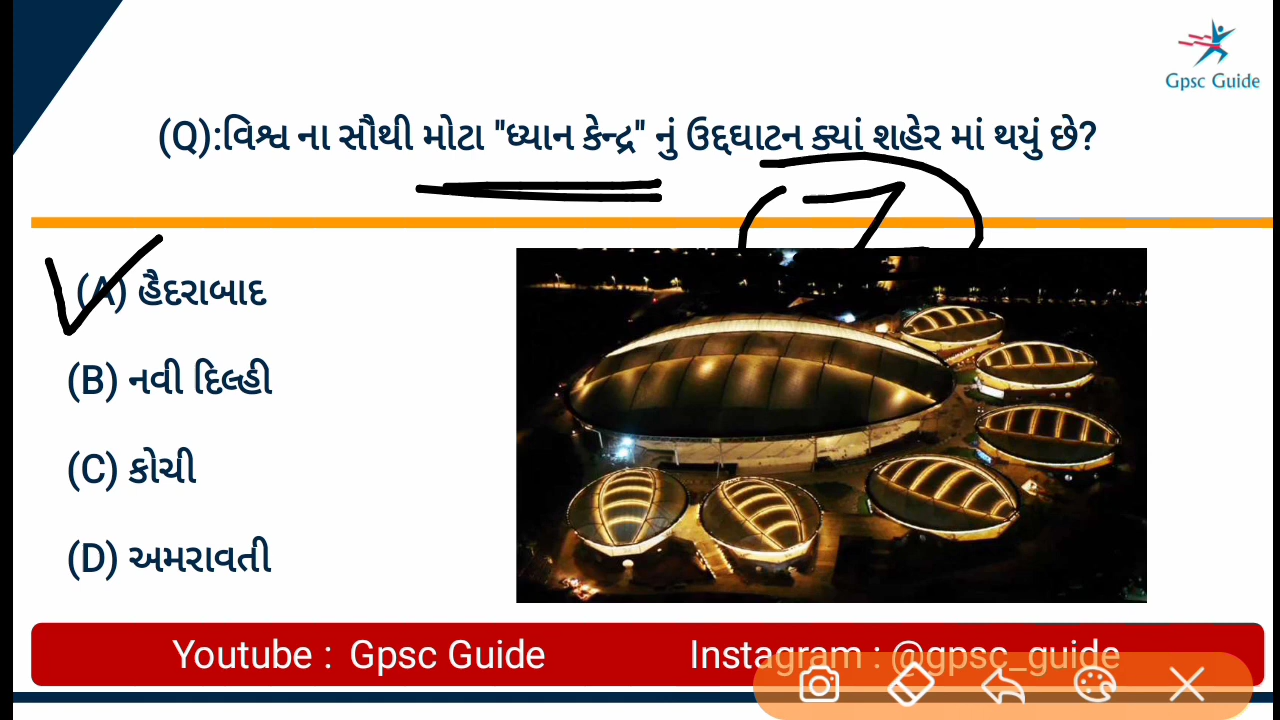 Gpsc Guide
(Q):વિશ્વ ના સૌથી મોટા "ધ્યાન કેન્દ્ર" નું ઉદ્દઘાટન ક્યાં શહેર માં થયું છે?
(A) હૈદરાબાદ
(B) નવી દિલ્હી
(C) કોચી
(D) અમરાવતી
Youtube : Gpsc Guide Instagram : @gpsc_guide